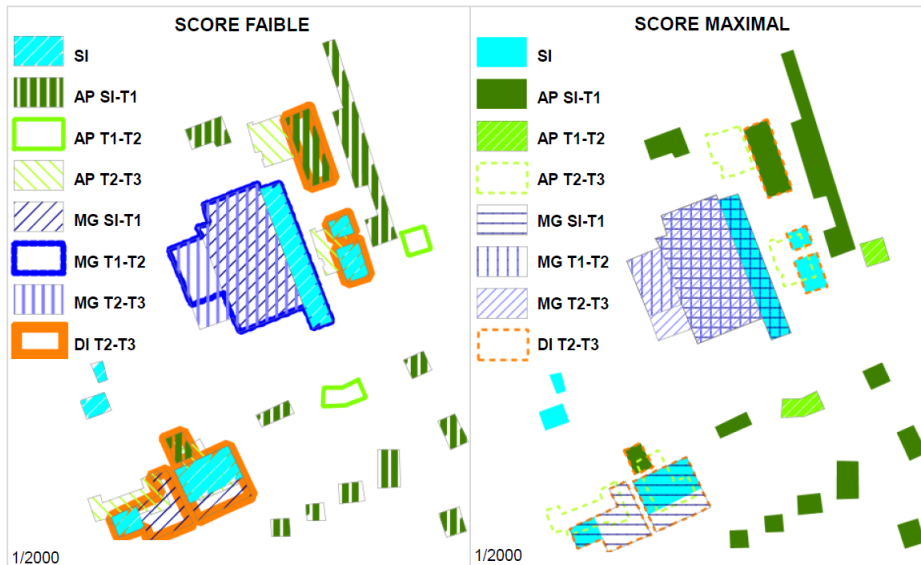 SCORE FAIBLE
SI
AP SI-T1
AP T1-T2
AP T2-T3
MG SI-T1
MG T1-T2
MG T2-T3
DI T2-T3
1/2000
SCORE MAXIMAL
SI
AP SI-T1
AP T1-T2
AP T2-T3
MG SI-T1
MG T1-T2
MG T2-T3
DI T2-T3
1/2000